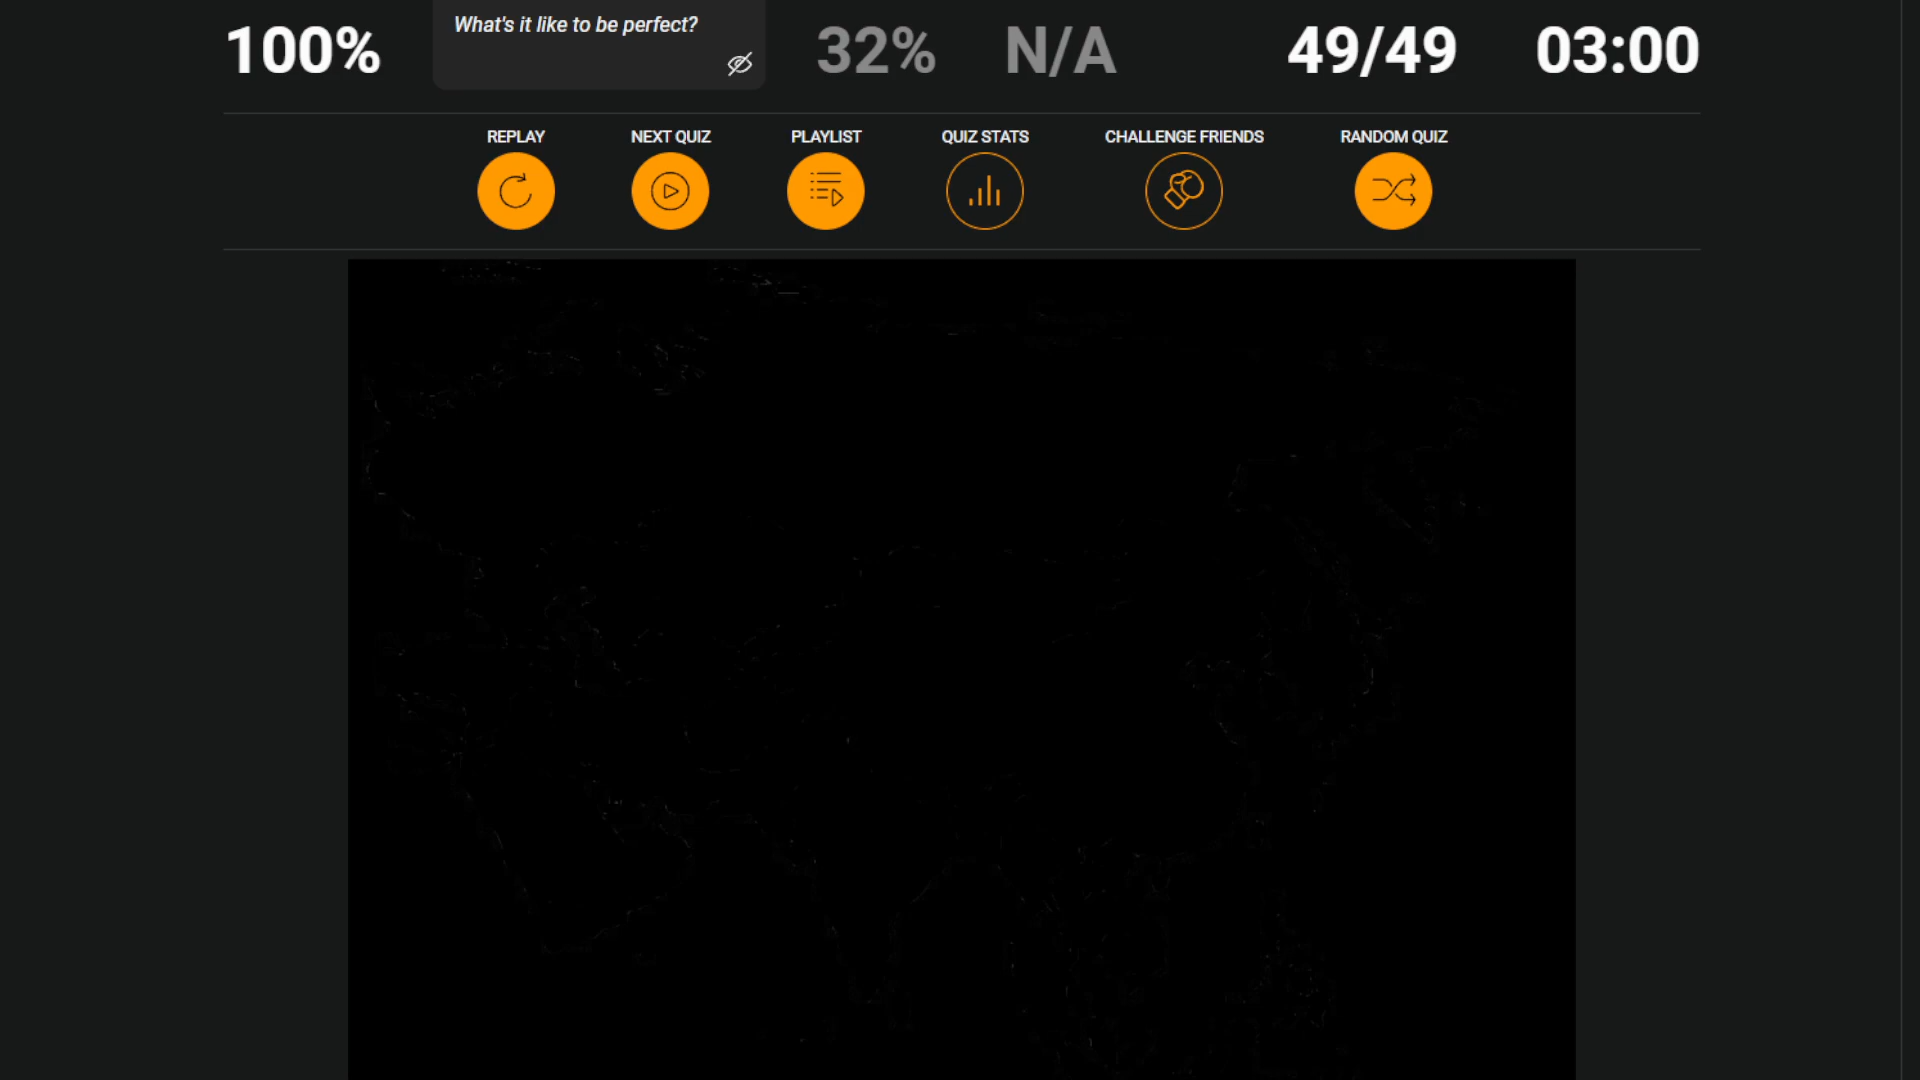 100%
What's it like to be perfect?
32%
N/A
49/49
03:00
REPLAY
NEXT QUIZ
PLAYLIST
QUIZ STATS
CHALLENGE FRIENDS
RANDOM QUIZ